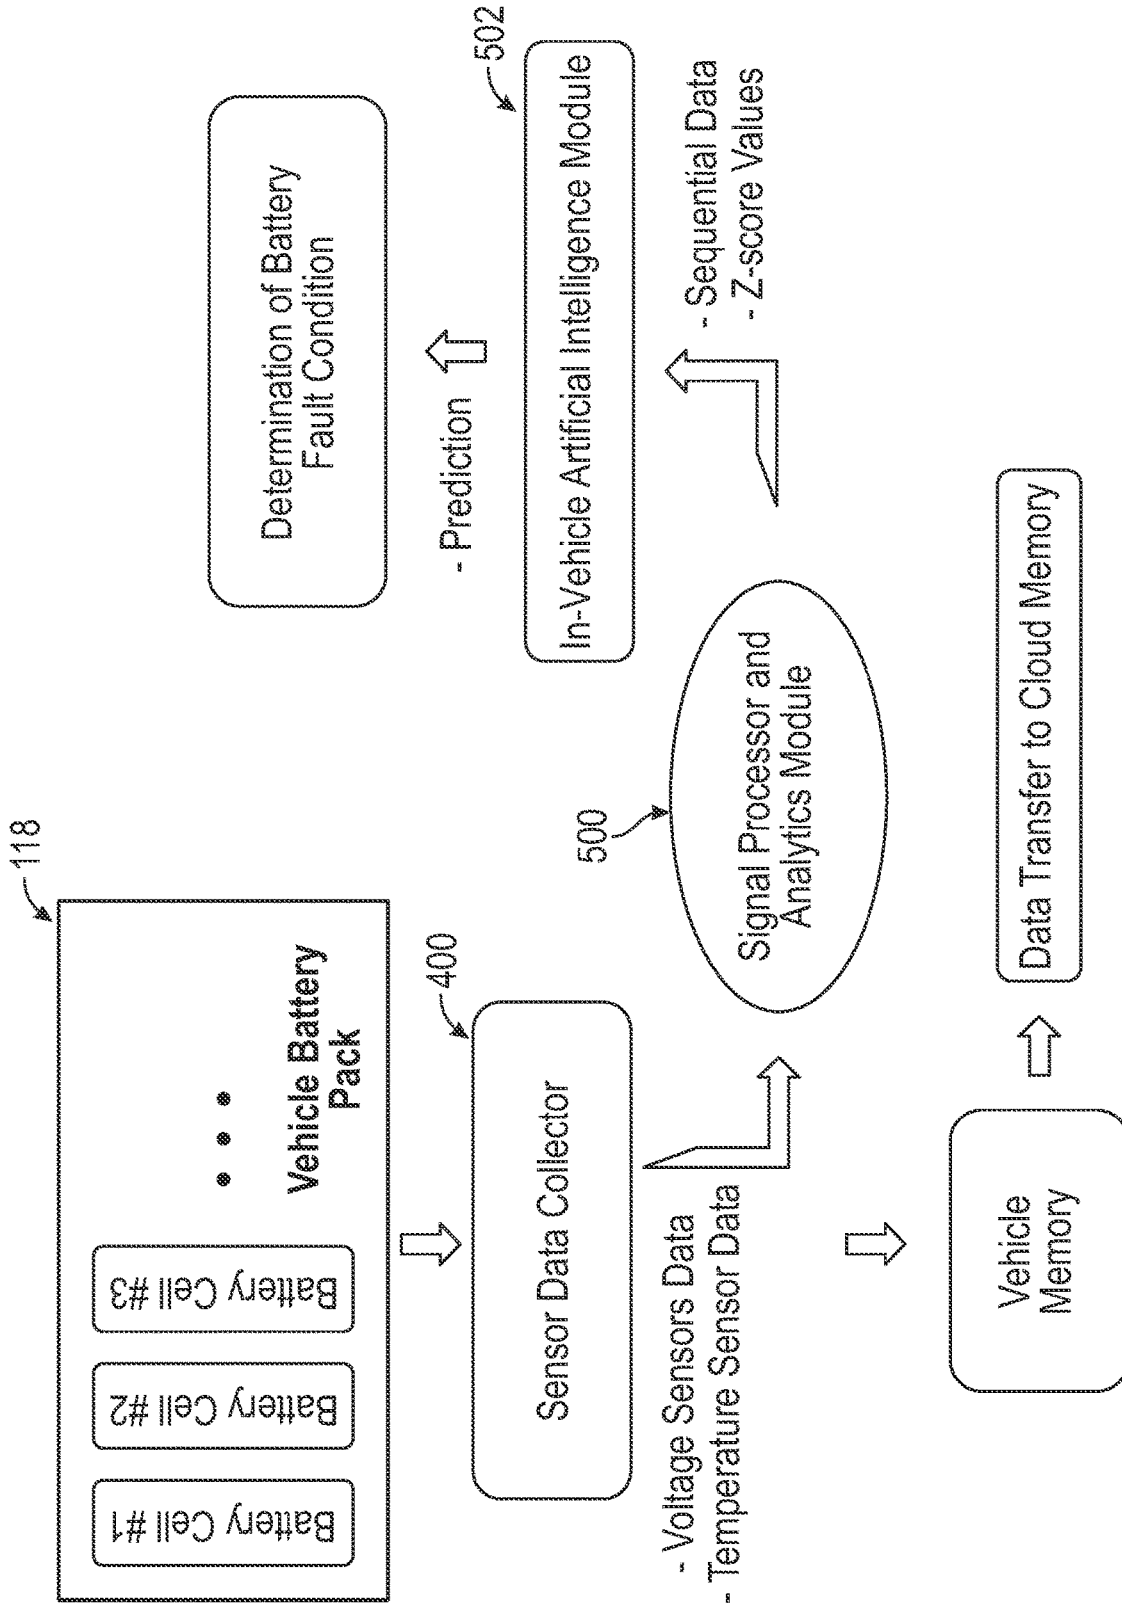 118
Battery Cell #1
Battery Cell #2
Battery Cell #3
Vehicle Battery
Pack
400
Sensor Data Collector
- Voltage Sensors Data
- Temperature Sensor Data
Vehicle
Memory
Data Transfer to Cloud Memory
500
Signal Processor and
Analytics Module
- Sequential Data
- Z-score Values
502
In-Vehicle Artificial Intelligence Module
- Prediction
Determination of Battery
Fault Condition